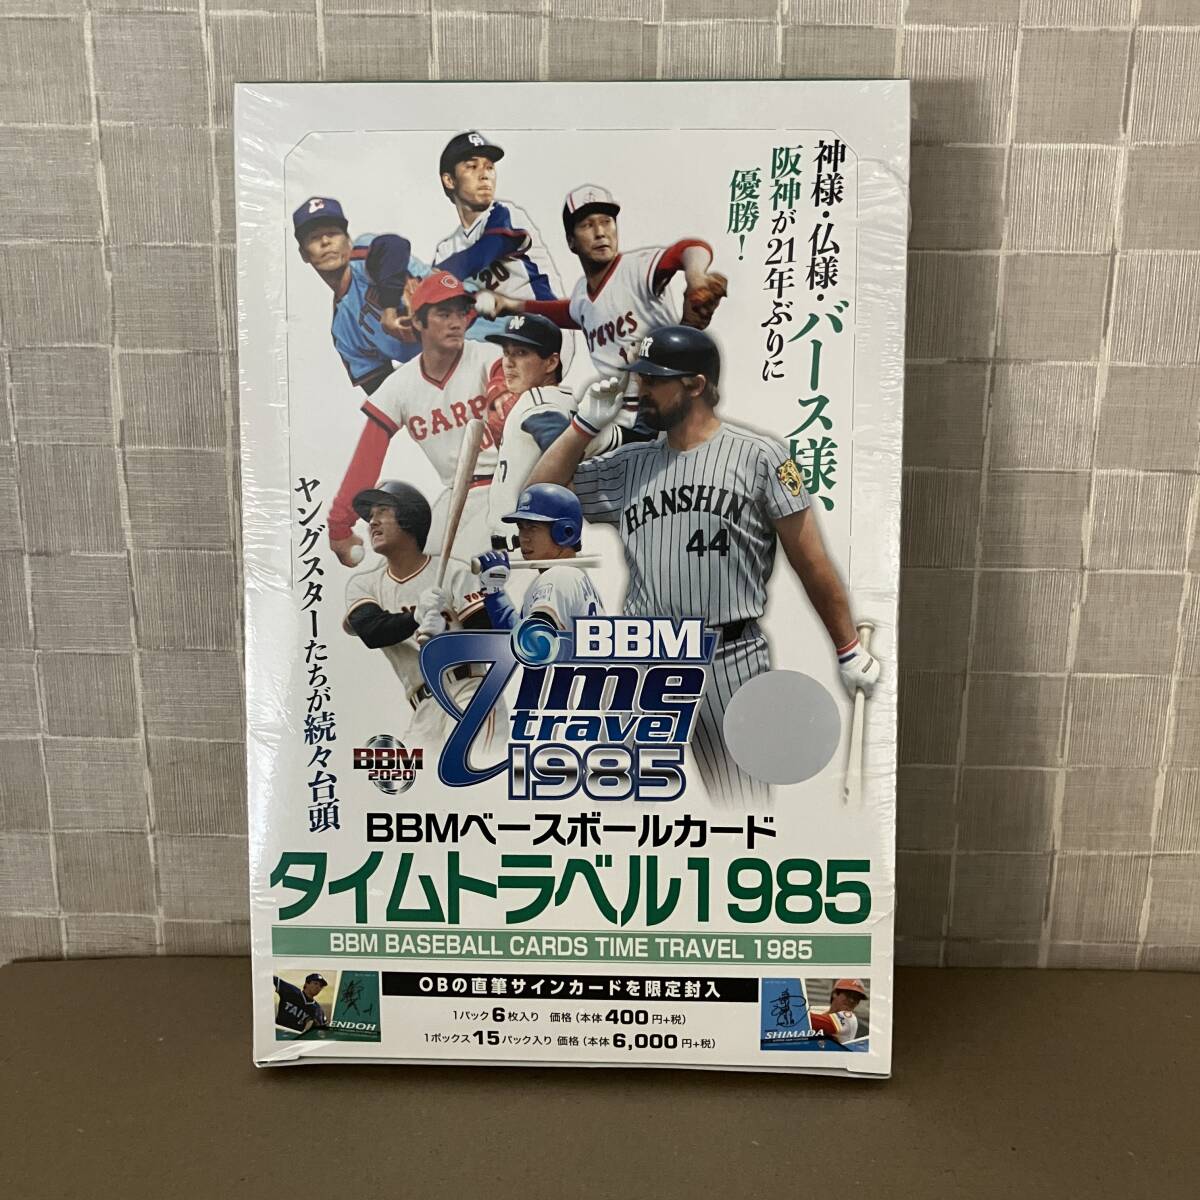 神様・仏様・バース様、
阪神が21年ぶりに
優勝!
ヤングスターたちが続々台頭
CARP
Braves
HANSHIN
44
20
BBM
Time
travel
1985
BBM
2020
BBMベースボールカード
タイムトラベル1985
BBM BASEBALL CARDS TIME TRAVEL 1985
OBの直筆サインカードを限定封入
1パック6枚入り 価格(本体400円+税)
1ボックス15パック入り 価格(本体6,000円+税)
ENDOH
SHIMADA